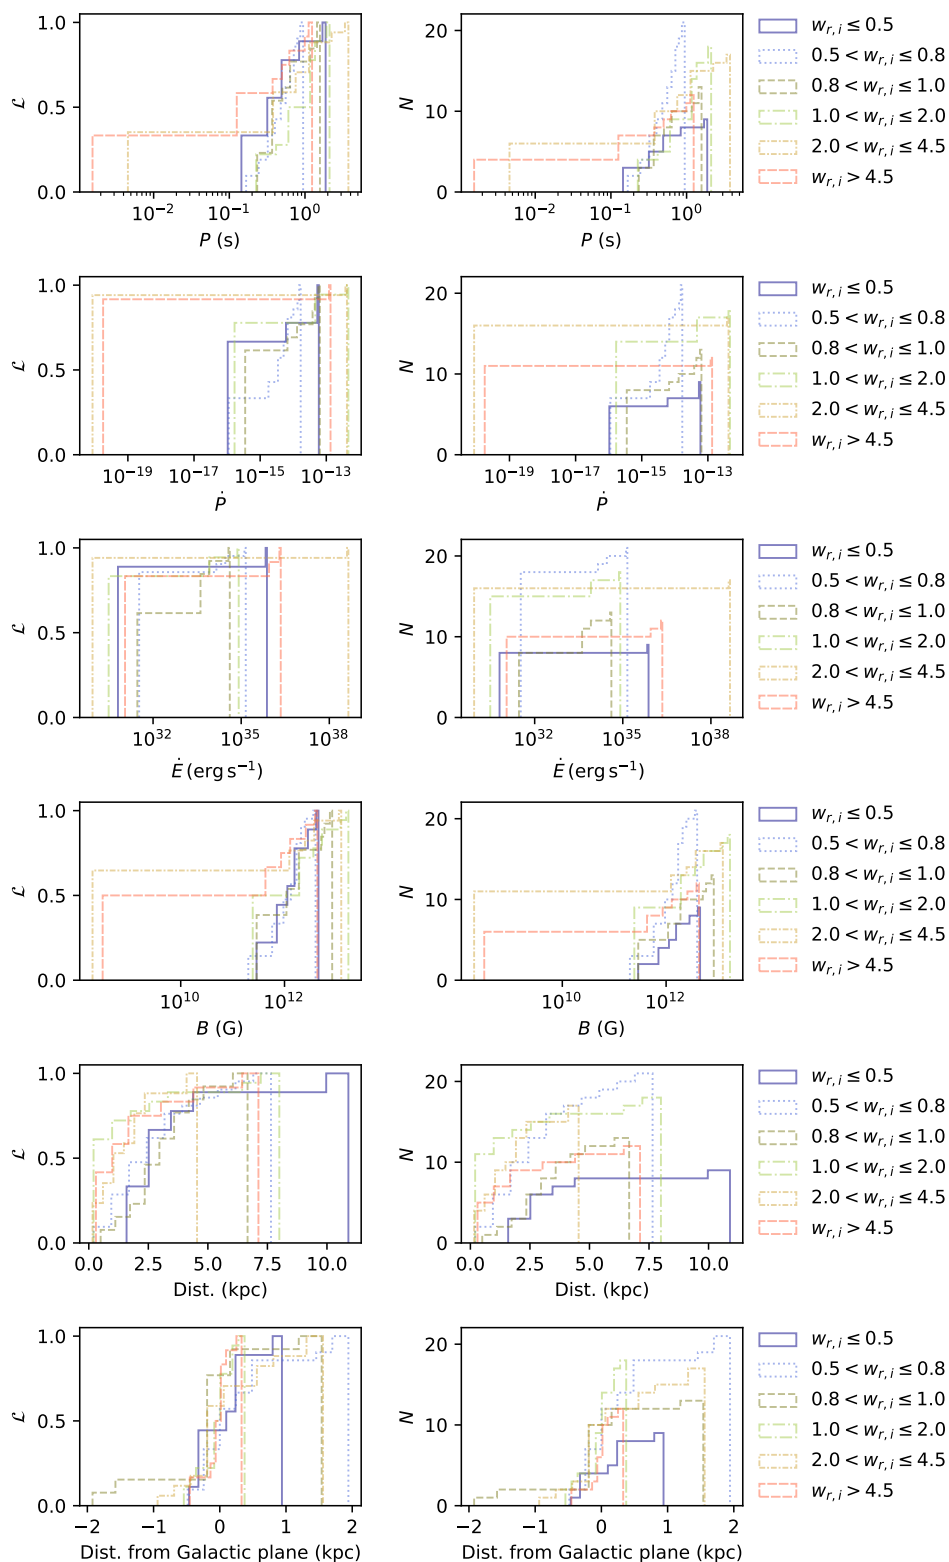 1.0
0.5
0.0
ℒ
10⁻² 10⁻¹ 10⁰
P (s)
20
10
0
N
10⁻² 10⁻¹ 10⁰
P (s)
w_{r,i} ≤ 0.5
0.5 < w_{r,i} ≤ 0.8
0.8 < w_{r,i} ≤ 1.0
1.0 < w_{r,i} ≤ 2.0
2.0 < w_{r,i} ≤ 4.5
w_{r,i} > 4.5
1.0
0.5
0.0
ℒ
10⁻¹⁹ 10⁻¹⁷ 10⁻¹⁵ 10⁻¹³
Ṗ
20
10
0
N
10⁻¹⁹ 10⁻¹⁷ 10⁻¹⁵ 10⁻¹³
Ṗ
w_{r,i} ≤ 0.5
0.5 < w_{r,i} ≤ 0.8
0.8 < w_{r,i} ≤ 1.0
1.0 < w_{r,i} ≤ 2.0
2.0 < w_{r,i} ≤ 4.5
w_{r,i} > 4.5
1.0
0.5
0.0
ℒ
10³² 10³⁵ 10³⁸
Ė (erg s⁻¹)
20
10
0
N
10³² 10³⁵ 10³⁸
Ė (erg s⁻¹)
w_{r,i} ≤ 0.5
0.5 < w_{r,i} ≤ 0.8
0.8 < w_{r,i} ≤ 1.0
1.0 < w_{r,i} ≤ 2.0
2.0 < w_{r,i} ≤ 4.5
w_{r,i} > 4.5
1.0
0.5
0.0
ℒ
10¹⁰ 10¹²
B (G)
20
10
0
N
10¹⁰ 10¹²
B (G)
w_{r,i} ≤ 0.5
0.5 < w_{r,i} ≤ 0.8
0.8 < w_{r,i} ≤ 1.0
1.0 < w_{r,i} ≤ 2.0
2.0 < w_{r,i} ≤ 4.5
w_{r,i} > 4.5
1.0
0.5
0.0
ℒ
0.0 2.5 5.0 7.5 10.0
Dist. (kpc)
20
10
0
N
0.0 2.5 5.0 7.5 10.0
Dist. (kpc)
w_{r,i} ≤ 0.5
0.5 < w_{r,i} ≤ 0.8
0.8 < w_{r,i} ≤ 1.0
1.0 < w_{r,i} ≤ 2.0
2.0 < w_{r,i} ≤ 4.5
w_{r,i} > 4.5
1.0
0.5
0.0
ℒ
−2 −1 0 1 2
Dist. from Galactic plane (kpc)
20
10
0
N
−2 −1 0 1 2
Dist. from Galactic plane (kpc)
w_{r,i} ≤ 0.5
0.5 < w_{r,i} ≤ 0.8
0.8 < w_{r,i} ≤ 1.0
1.0 < w_{r,i} ≤ 2.0
2.0 < w_{r,i} ≤ 4.5
w_{r,i} > 4.5